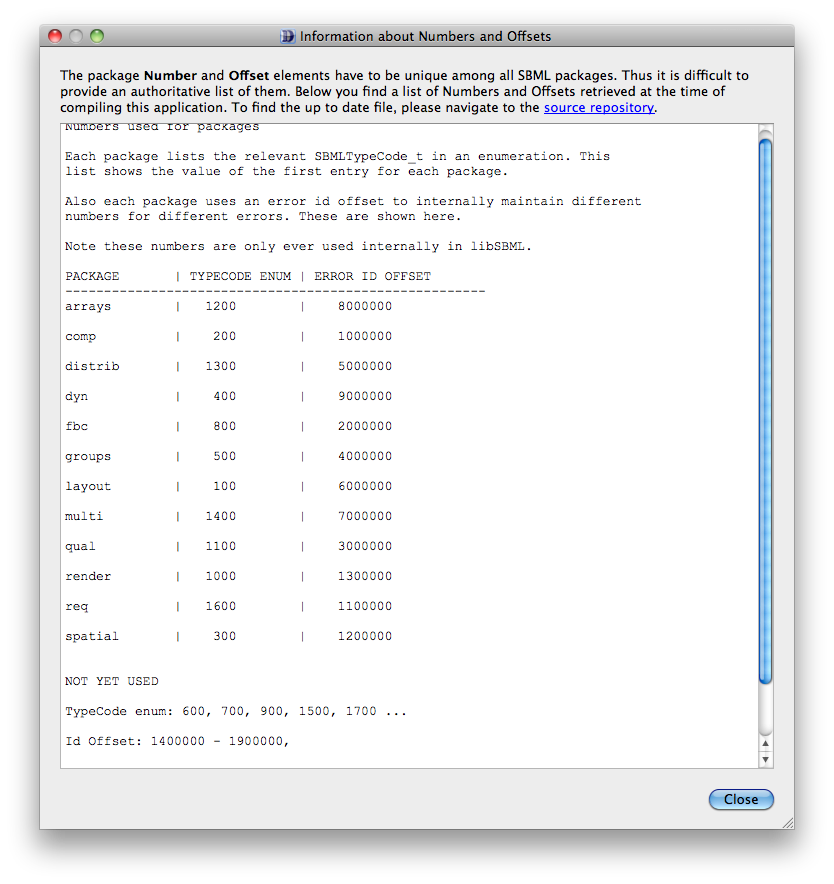 Information about Numbers and Offsets
The package Number and Offset elements have to be unique among all SBML packages. Thus it is difficult to
provide an authoritative list of them. Below you find a list of Numbers and Offsets retrieved at the time of
compiling this application. To find the up to date file, please navigate to the source repository.
Numbers used for packages
Each package lists the relevant SBMLTypeCode_t in an enumeration. This
list shows the value of the first entry for each package.
Also each package uses an error id offset to internally maintain different
numbers for different errors. These are shown here.
Note these numbers are only ever used internally in libSBML.
PACKAGE | TYPECODE ENUM | ERROR ID OFFSET
------------------------------------------------------
arrays | 1200 | 8000000
comp | 200 | 1000000
distrib | 1300 | 5000000
dyn | 400 | 9000000
fbc | 800 | 2000000
groups | 500 | 4000000
layout | 100 | 6000000
multi | 1400 | 7000000
qual | 1100 | 3000000
render | 1000 | 1300000
req | 1600 | 1100000
spatial | 300 | 1200000
NOT YET USED
TypeCode enum: 600, 700, 900, 1500, 1700 ...
Id Offset: 1400000 - 1900000,
Close